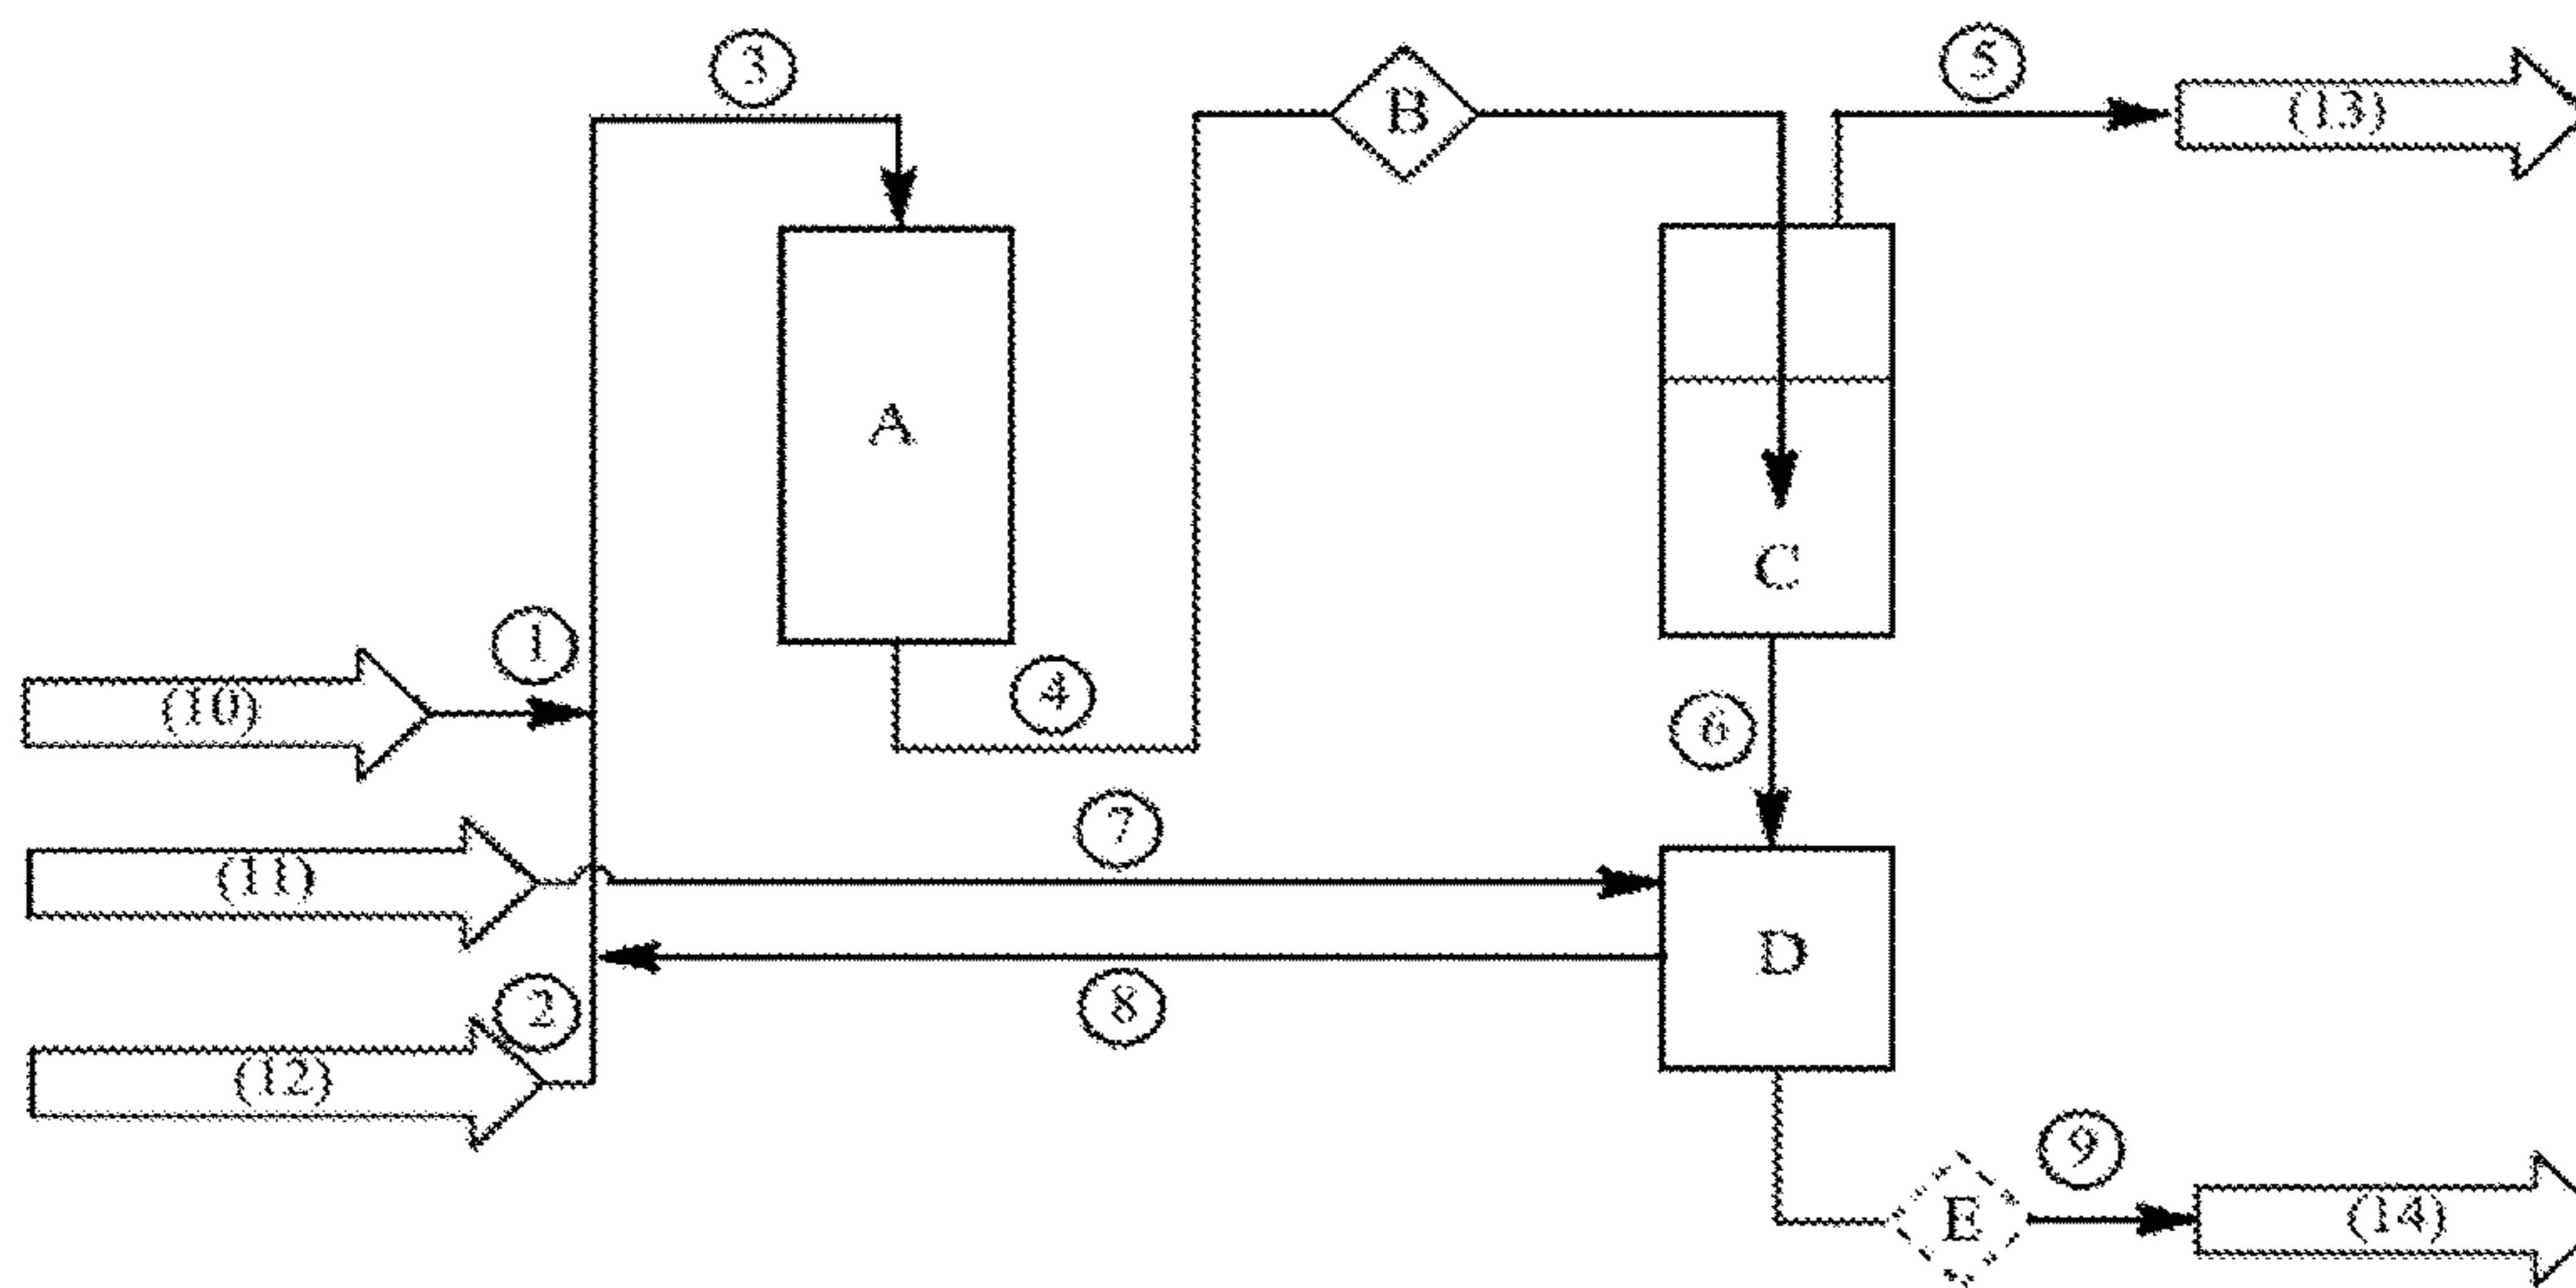 ③
⑤
B
(13)
A
C
①
④
(10)
⑥
⑦
(11)
D
②
⑧
(12)
⑨
E
(14)